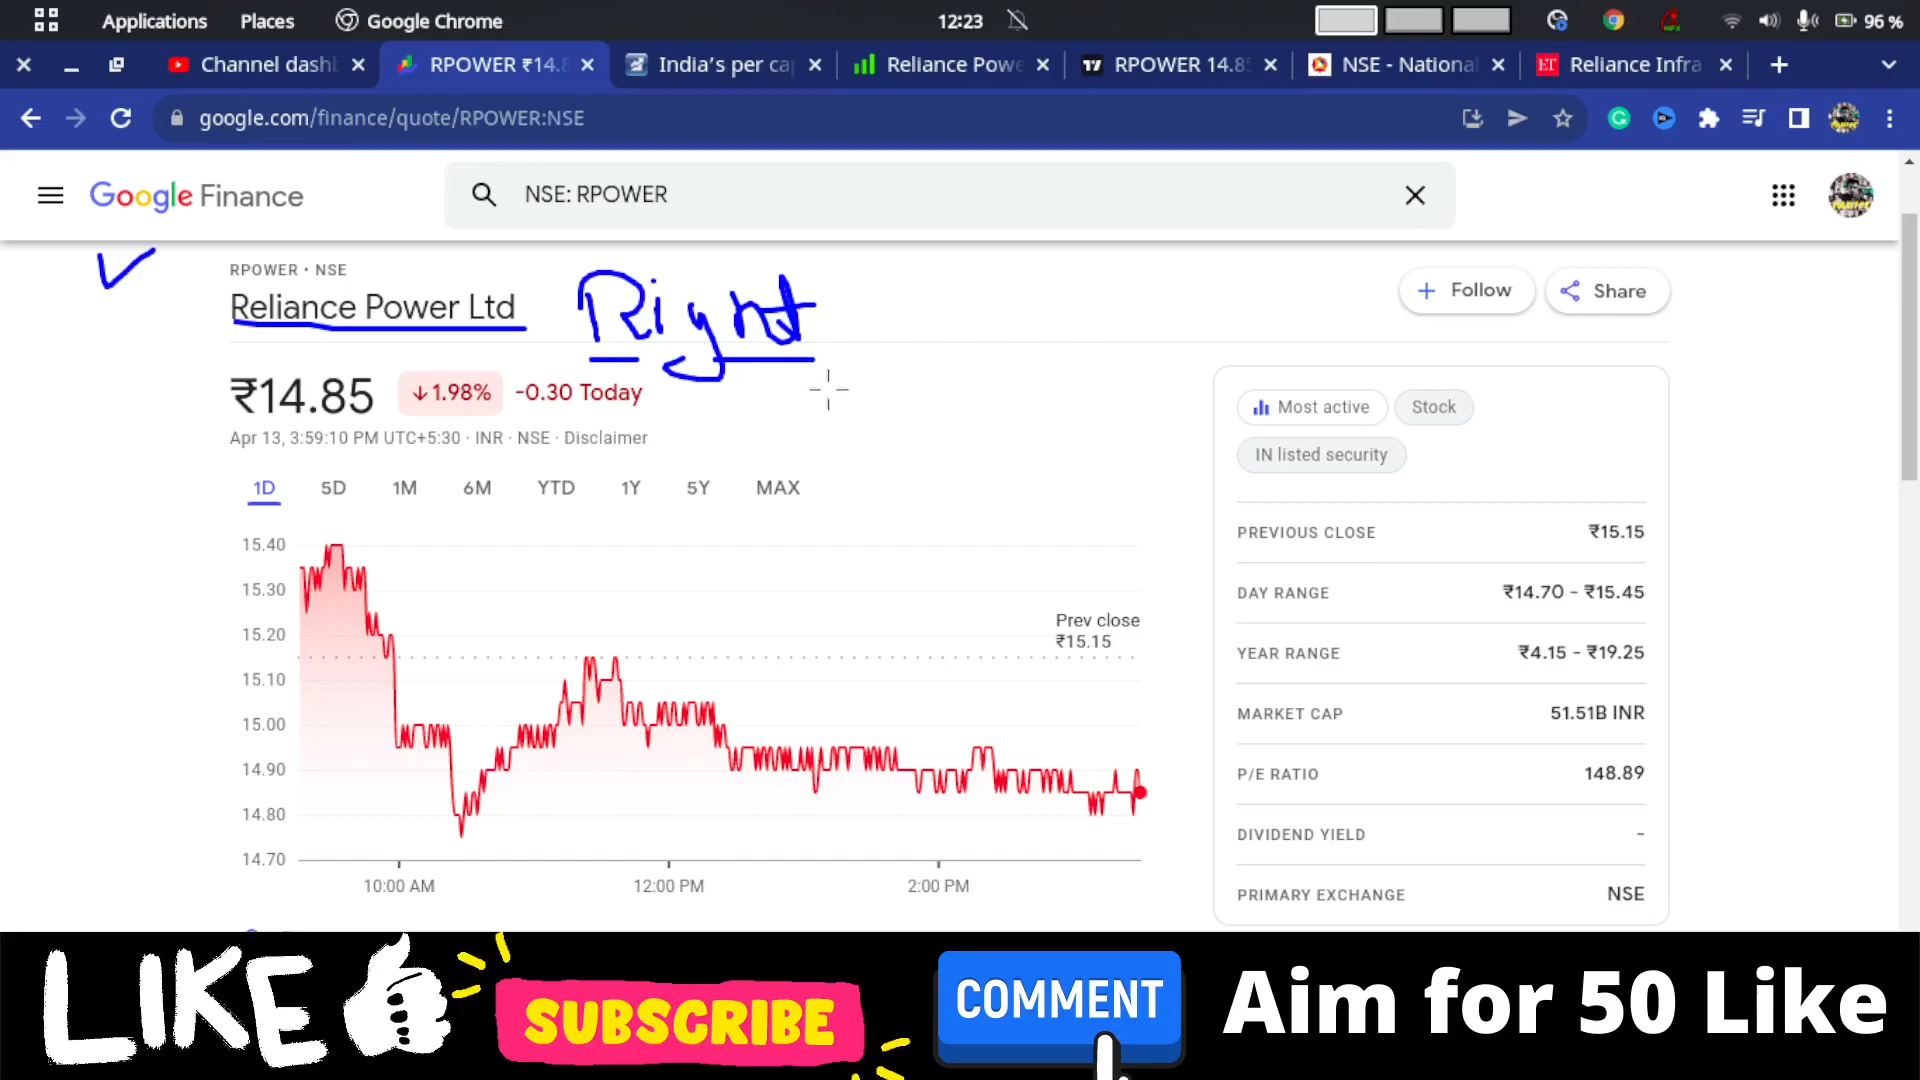 Applications Places Google Chrome 12:23 96 %
Channel dash RPOWER ₹14.8 India's per ca Reliance Powe RPOWER 14.85 NSE - National ET Reliance Infra
google.com/finance/quote/RPOWER:NSE
Google Finance NSE: RPOWER
RPOWER • NSE
Reliance Power Ltd
Right
Follow Share
₹14.85 ↓1.98% -0.30 Today
Apr 13, 3:59:10 PM UTC+5:30 · INR · NSE · Disclaimer
1D 5D 1M 6M YTD 1Y 5Y MAX
15.40
15.30
15.20
15.10
15.00
14.90
14.80
14.70
Prev close
₹15.15
10:00 AM 12:00 PM 2:00 PM
Most active Stock
IN listed security
PREVIOUS CLOSE ₹15.15
DAY RANGE ₹14.70 - ₹15.45
YEAR RANGE ₹4.15 - ₹19.25
MARKET CAP 51.51B INR
P/E RATIO 148.89
DIVIDEND YIELD -
PRIMARY EXCHANGE NSE
LIKE SUBSCRIBE COMMENT Aim for 50 Like